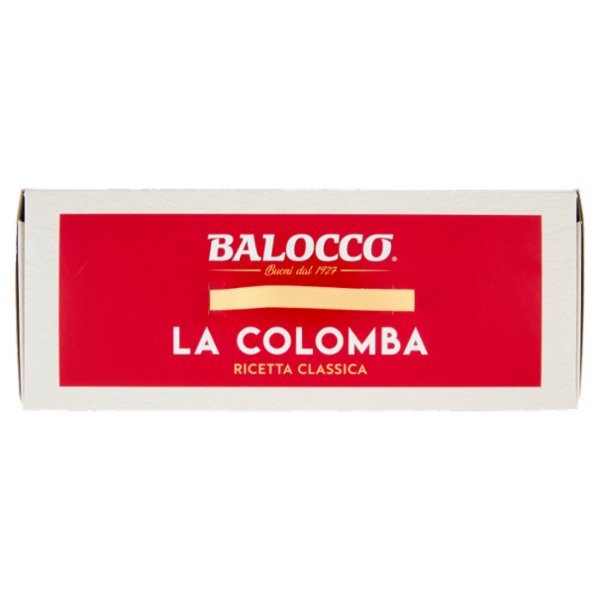 BALOCCO®
Buoni dal 1927
LA COLOMBA
RICETTA CLASSICA